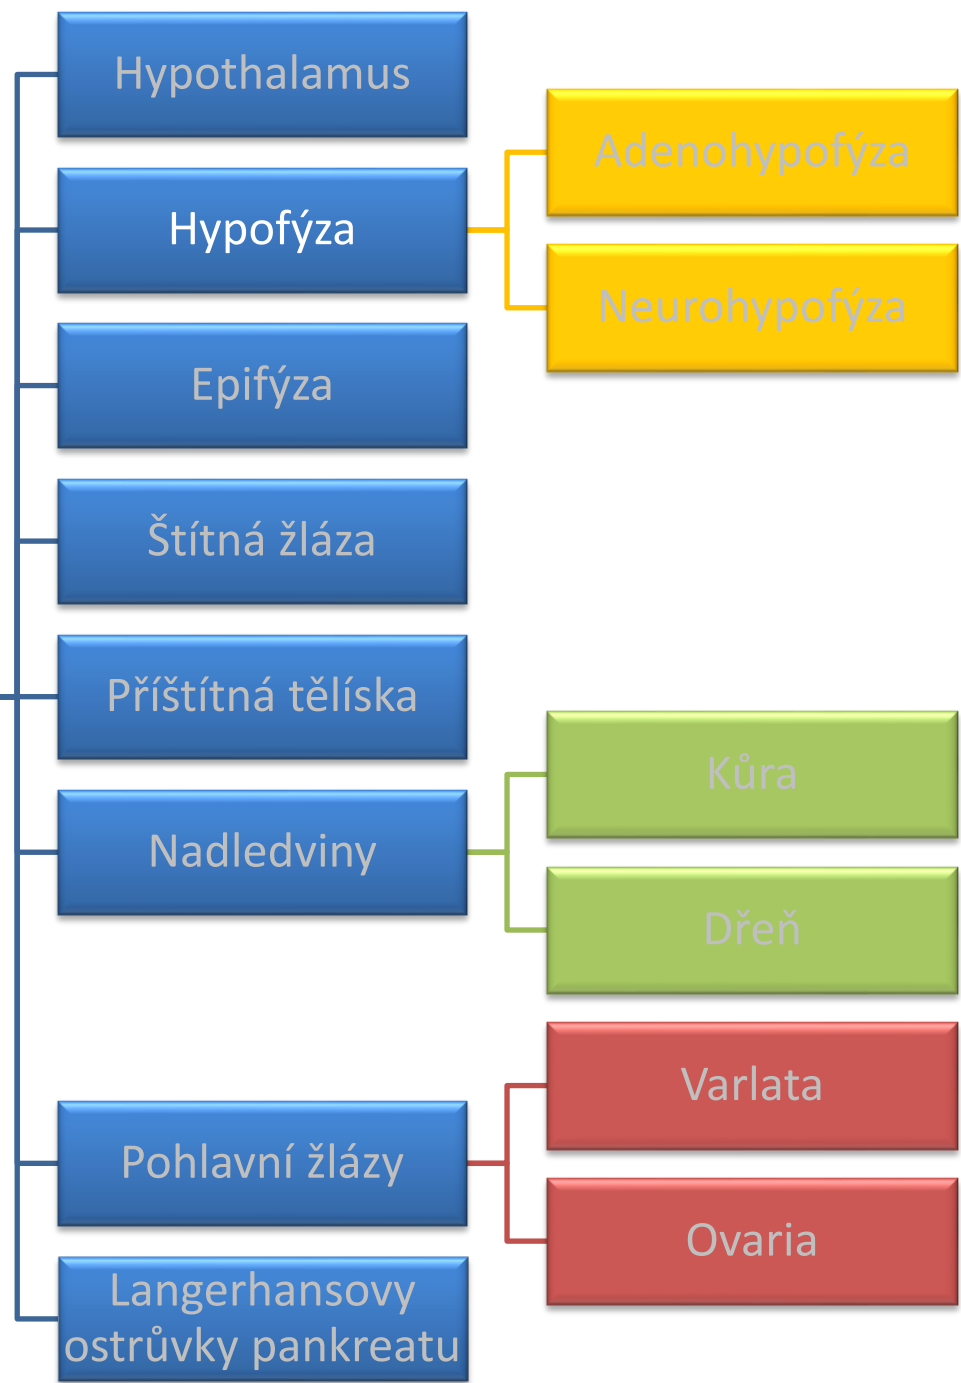 Hypothalamus
Hypofýza
Adenohypofýza
Neurohypofýza
Epifýza
Štítná žláza
Příštítná tělíska
Nadledviny
Kůra
Dřeň
Pohlavní žlázy
Varlata
Ovaria
Langerhansovy
ostrůvky pankreatu